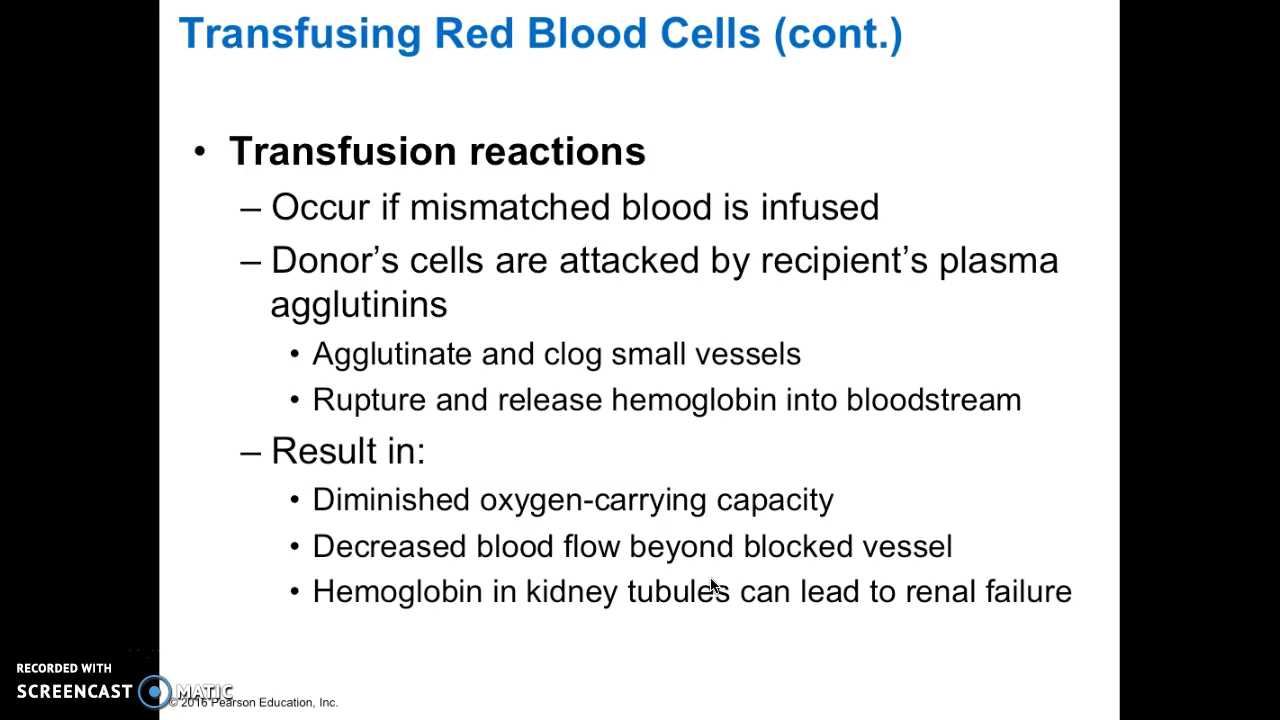 Transfusing Red Blood Cells (cont.)
• Transfusion reactions
– Occur if mismatched blood is infused
– Donor’s cells are attacked by recipient’s plasma
agglutinins
• Agglutinate and clog small vessels
• Rupture and release hemoglobin into bloodstream
– Result in:
• Diminished oxygen-carrying capacity
• Decreased blood flow beyond blocked vessel
• Hemoglobin in kidney tubules can lead to renal failure
RECORDED WITH
SCREENCAST MATIC
© 2016 Pearson Education, Inc.